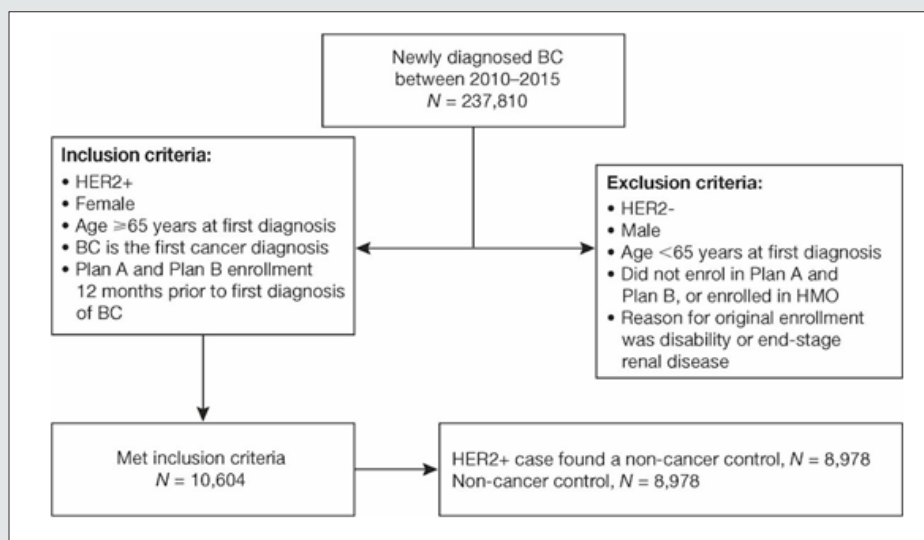 Newly diagnosed BC
between 2010–2015
N = 237,810
Inclusion criteria:
• HER2+
• Female
• Age ≥65 years at first diagnosis
• BC is the first cancer diagnosis
• Plan A and Plan B enrollment
12 months prior to first diagnosis
of BC
Exclusion criteria:
• HER2-
• Male
• Age <65 years at first diagnosis
• Did not enrol in Plan A and
Plan B, or enrolled in HMO
• Reason for original enrollment
was disability or end-stage
renal disease
Met inclusion criteria
N = 10,604
HER2+ case found a non-cancer control, N = 8,978
Non-cancer control, N = 8,978